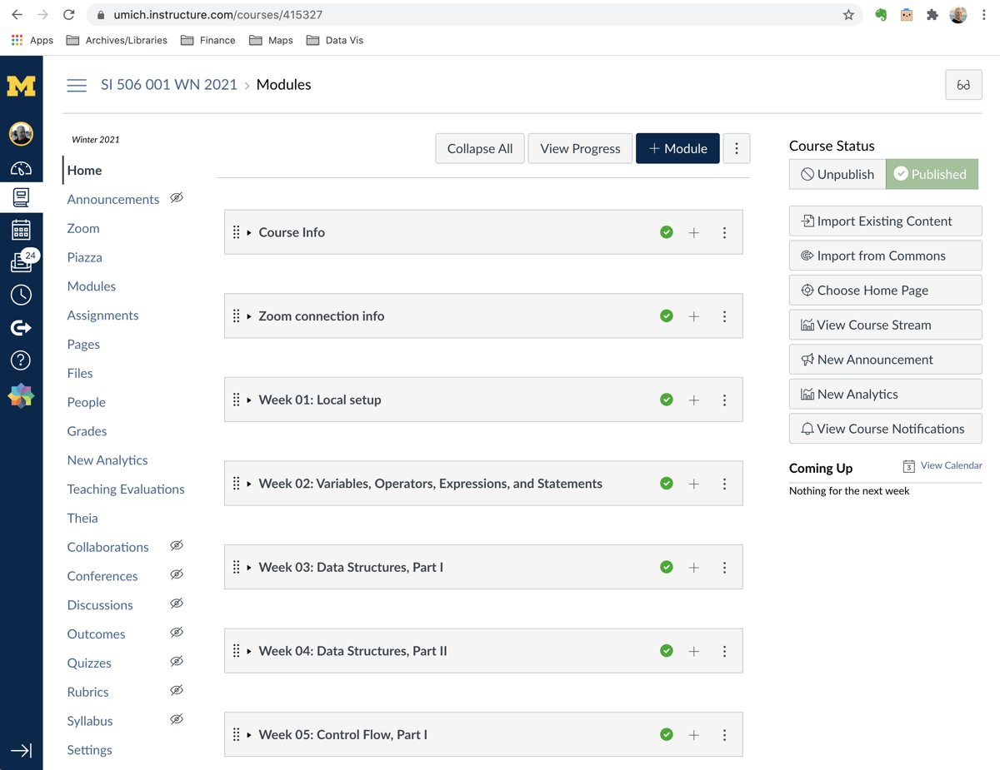 umich.instructure.com/courses/415327
Apps Archives/Libraries Finance Maps Data Vis
M
SI 506 001 WN 2021 › Modules
Winter 2021
Home
Announcements
Zoom
Piazza
Modules
Assignments
Pages
Files
People
Grades
New Analytics
Teaching Evaluations
Theia
Collaborations
Conferences
Discussions
Outcomes
Quizzes
Rubrics
Syllabus
Settings
24
Collapse All View Progress + Module
Course Info
Zoom connection info
Week 01: Local setup
Week 02: Variables, Operators, Expressions, and Statements
Week 03: Data Structures, Part I
Week 04: Data Structures, Part II
Week 05: Control Flow, Part I
Course Status
Unpublish Published
Import Existing Content
Import from Commons
Choose Home Page
View Course Stream
New Announcement
New Analytics
View Course Notifications
Coming Up 3 View Calendar
Nothing for the next week